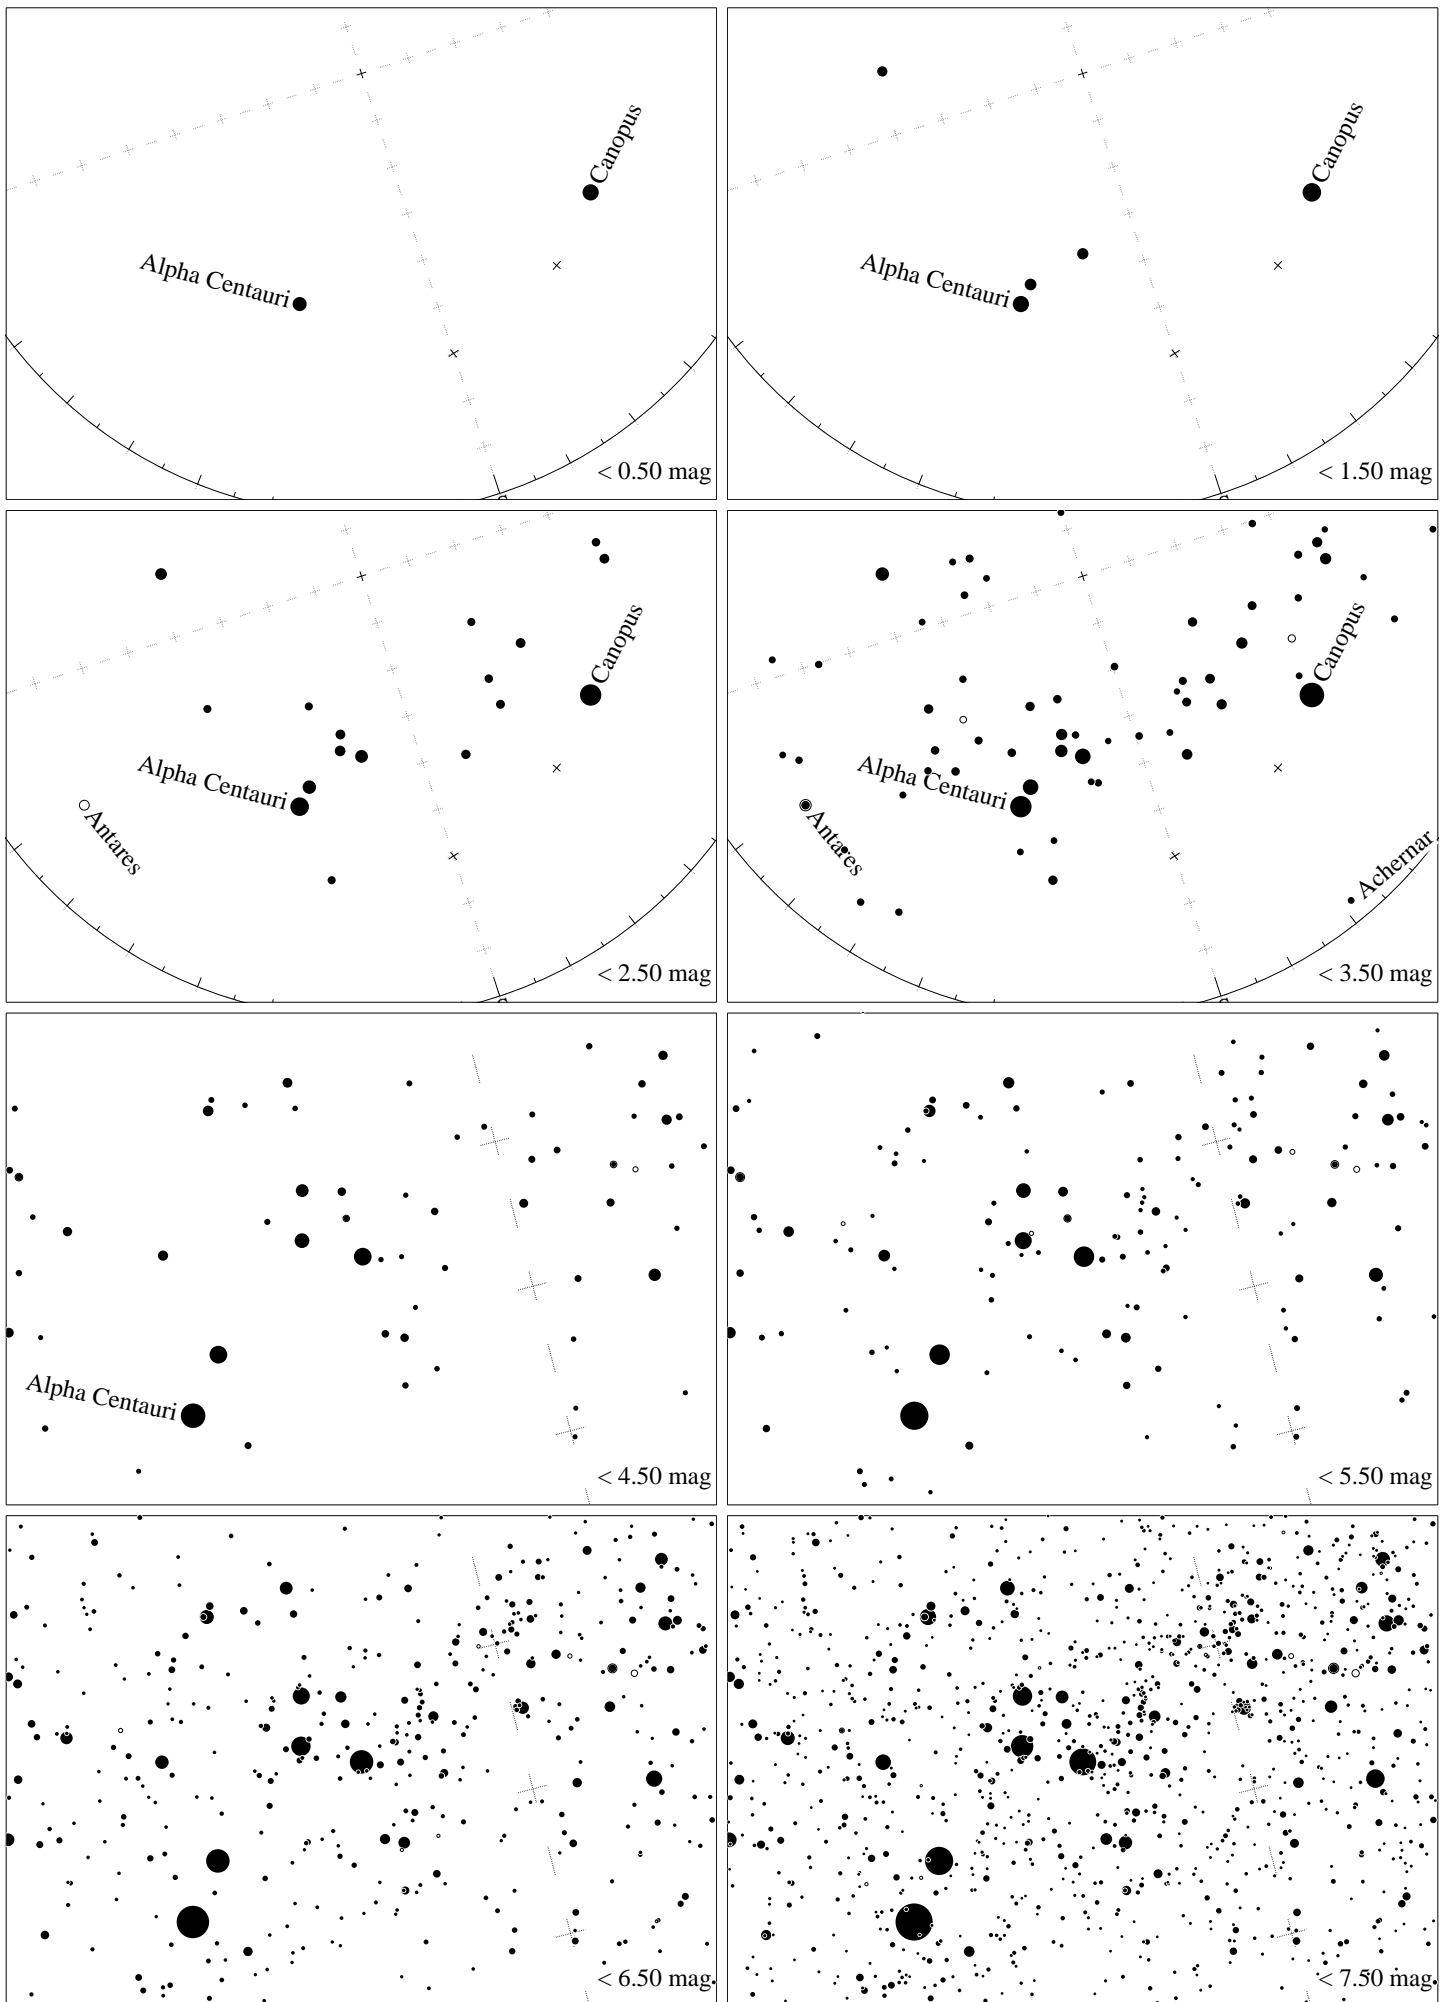 Canopus
Alpha Centauri
< 0.50 mag
Canopus
Alpha Centauri
< 1.50 mag
Canopus
Alpha Centauri
Antares
< 2.50 mag
Canopus
Alpha Centauri
Antares
Achernar
< 3.50 mag
Alpha Centauri
< 4.50 mag
< 5.50 mag
< 6.50 mag
< 7.50 mag